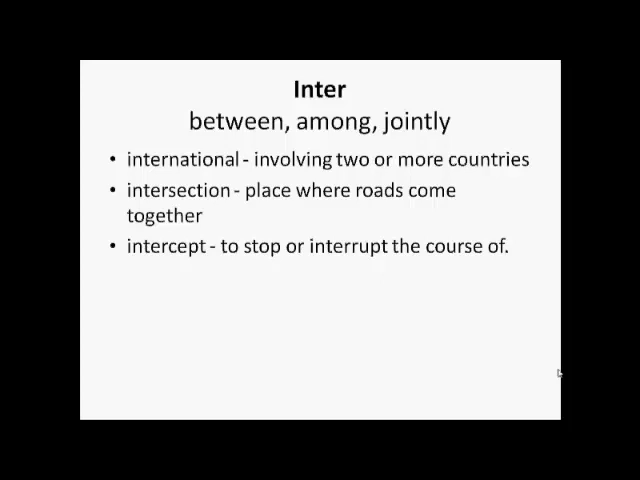 Inter
between, among, jointly
• international - involving two or more countries
• intersection - place where roads come
together
• intercept - to stop or interrupt the course of.